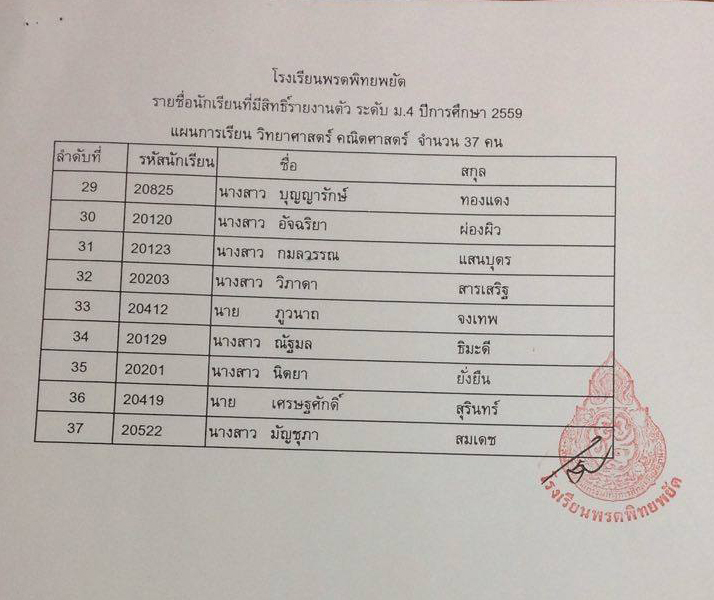 โรงเรียนพรตพิทยพยัต
รายชื่อนักเรียนที่มีสิทธิ์รายงานตัว ระดับ ม.4 ปีการศึกษา 2559
แผนการเรียน วิทยาศาสตร์ คณิตศาสตร์ จำนวน 37 คน
ลำดับที่ รหัสนักเรียน ชื่อ สกุล
29 20825 นางสาว บุญญารักษ์ ทองแดง
30 20120 นางสาว อัจฉริยา ผ่องผิว
31 20123 นางสาว กมลวรรณ แสนบุตร
32 20203 นางสาว วิภาดา สารเสริฐ
33 20412 นาย ภูวนาถ จงเทพ
34 20129 นางสาว ณัฐมล ธิมะดี
35 20201 นางสาว นิตยา ยั่งยืน
36 20419 นาย เศรษฐศักดิ์ สุรินทร์
37 20522 นางสาว มัญชุภา สมเดช
โรงเรียนพรตพิทยพยัต